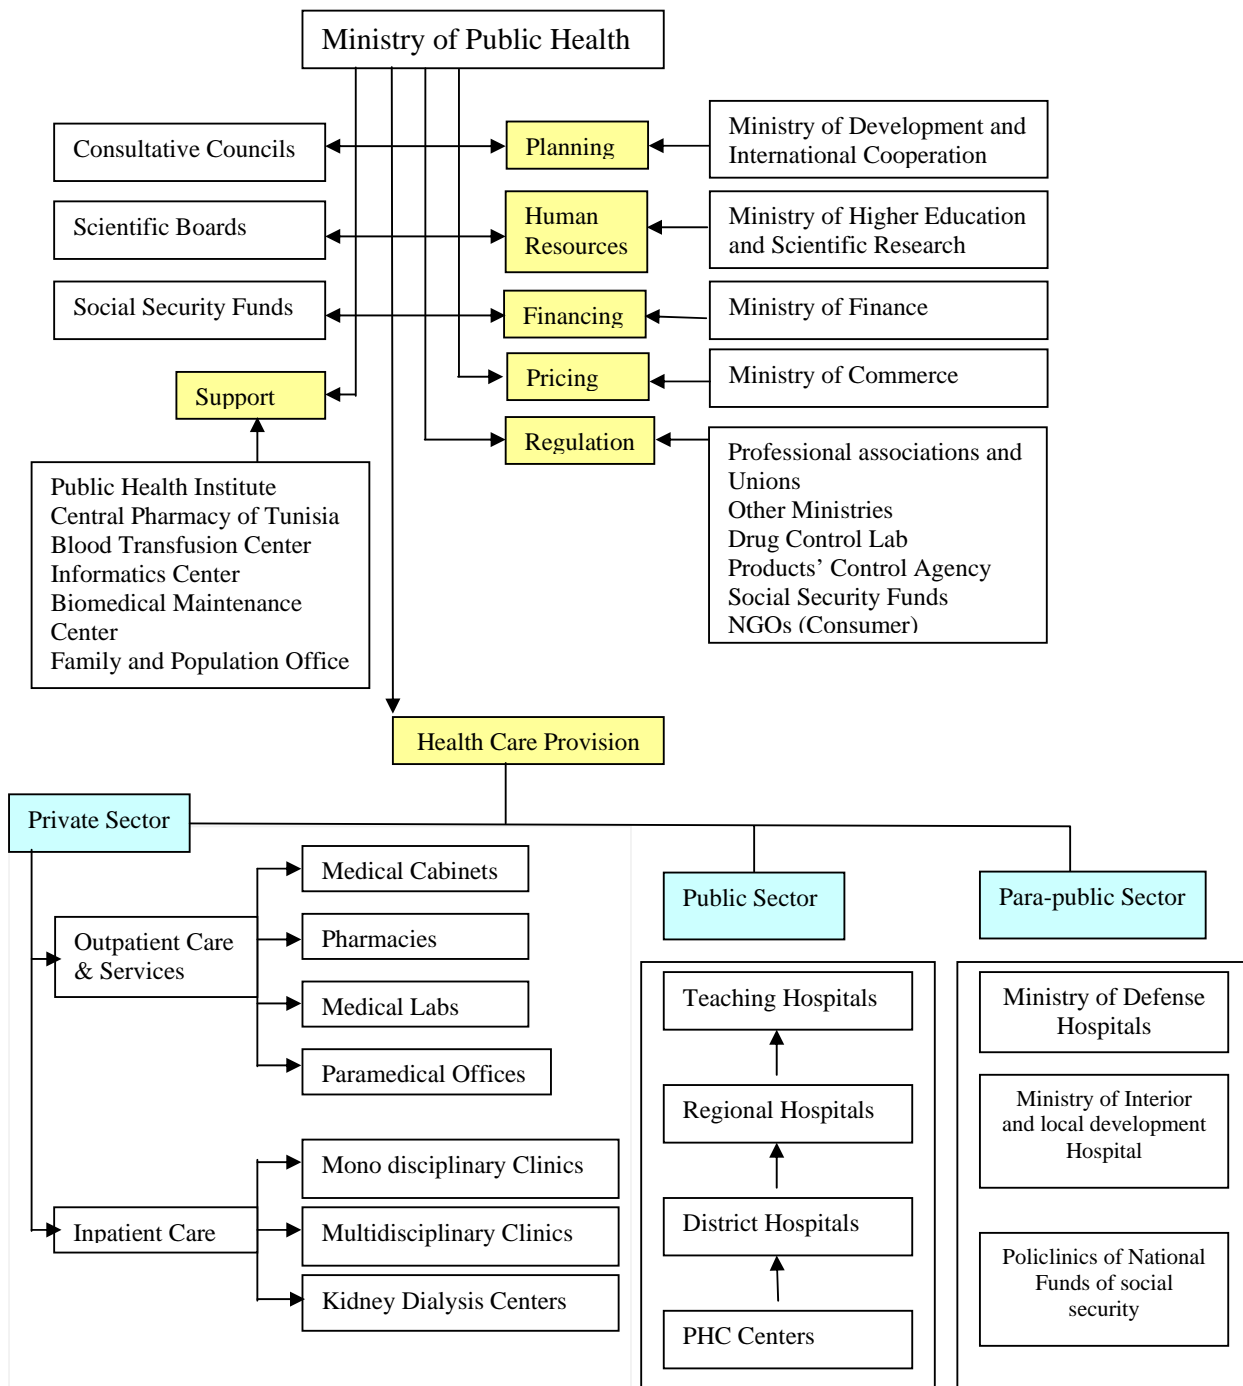 Ministry of Public Health
Consultative Councils
Planning
Ministry of Development and
International Cooperation
Scientific Boards
Human
Resources
Ministry of Higher Education
and Scientific Research
Social Security Funds
Financing
Ministry of Finance
Support
Pricing
Ministry of Commerce
Regulation
Professional associations and
Unions
Other Ministries
Drug Control Lab
Products’ Control Agency
Social Security Funds
NGOs (Consumer)
Public Health Institute
Central Pharmacy of Tunisia
Blood Transfusion Center
Informatics Center
Biomedical Maintenance
Center
Family and Population Office
Health Care Provision
Private Sector
Outpatient Care
& Services
Medical Cabinets
Pharmacies
Medical Labs
Paramedical Offices
Inpatient Care
Mono disciplinary Clinics
Multidisciplinary Clinics
Kidney Dialysis Centers
Public Sector
Teaching Hospitals
Regional Hospitals
District Hospitals
PHC Centers
Para-public Sector
Ministry of Defense
Hospitals
Ministry of Interior
and local development
Hospital
Policlinics of National
Funds of social
security